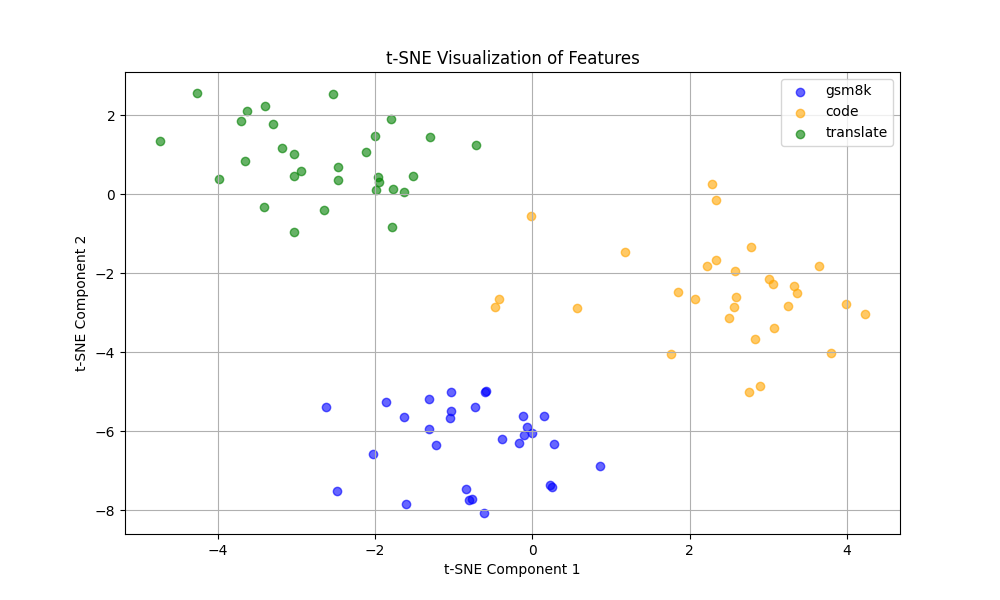 t-SNE Visualization of Features
gsm8k
code
translate
t-SNE Component 2
2
0
−2
−4
−6
−8
−4
−2
0
2
4
t-SNE Component 1